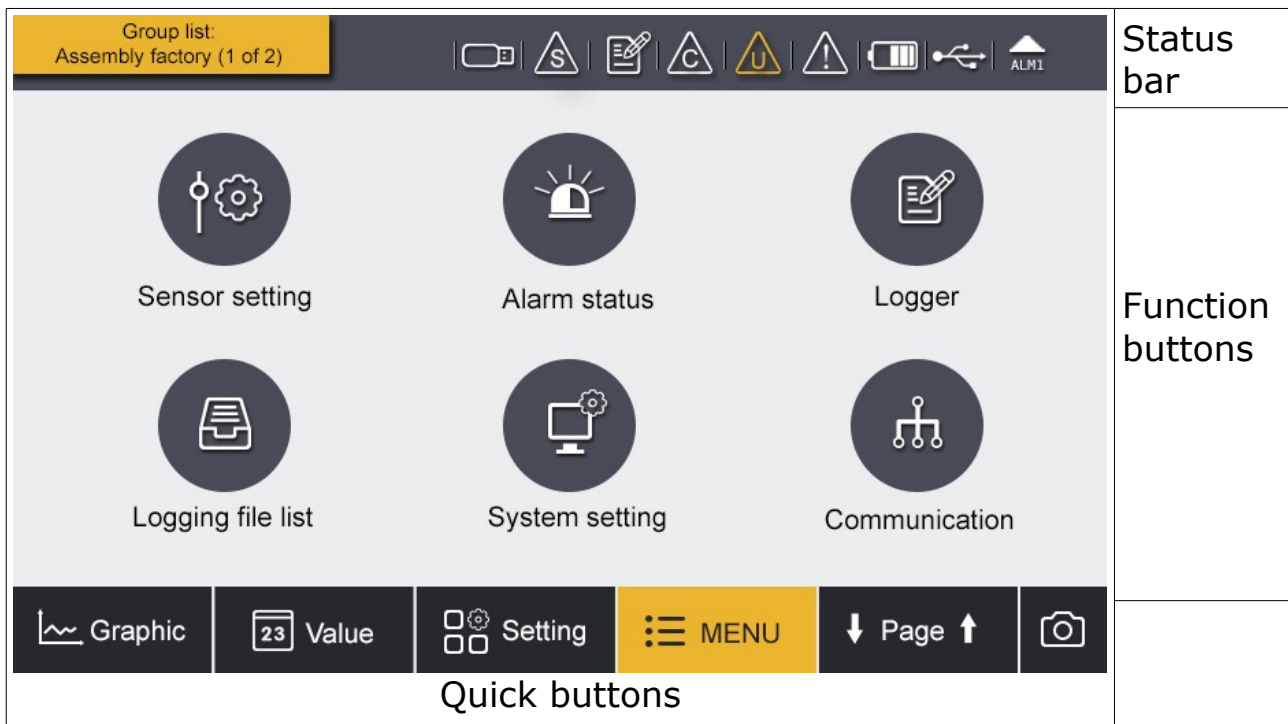 Group list:
Assembly factory (1 of 2)
S
C
U
ALM1
Status
bar
Sensor setting
Alarm status
Logger
Function
buttons
Logging file list
System setting
Communication
Graphic
23 Value
Setting
MENU
Page
Quick buttons